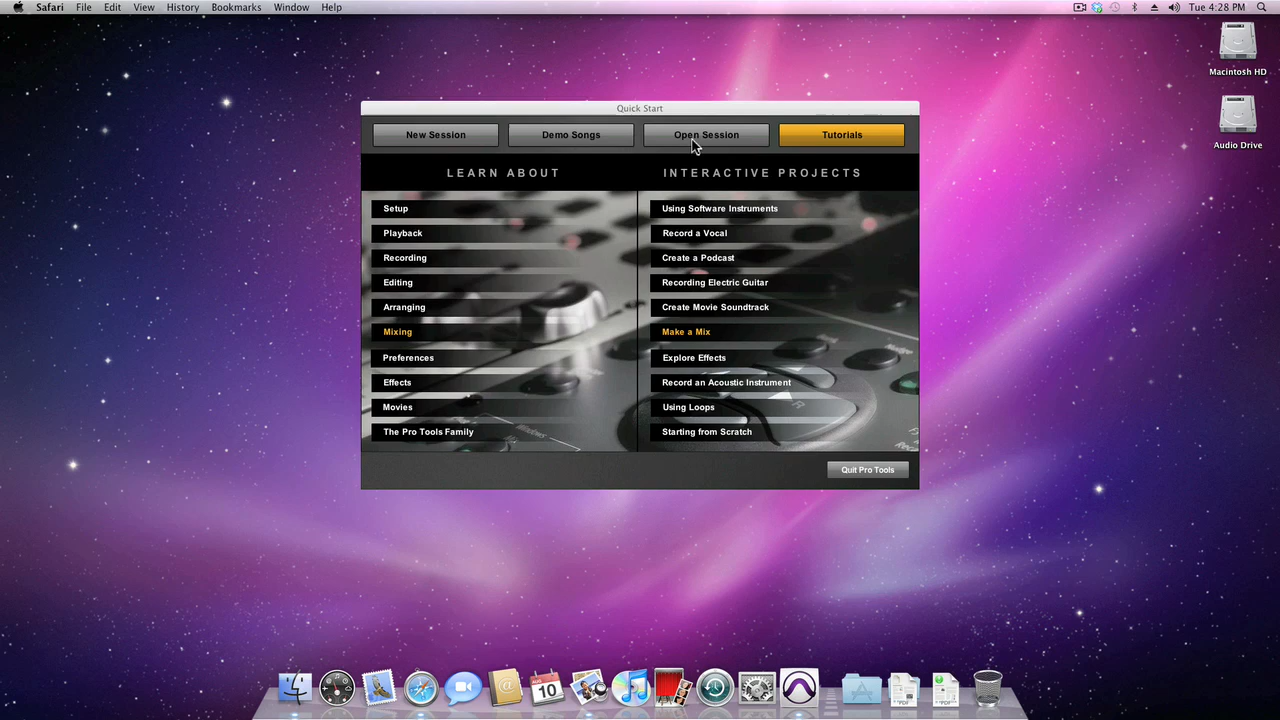 Safari File Edit View History Bookmarks Window Help Tue 4:28 PM
Macintosh HD
Audio Drive
Quick Start
New Session Demo Songs Open Session Tutorials
LEARN ABOUT
Setup
Playback
Recording
Editing
Arranging
Mixing
Preferences
Effects
Movies
The Pro Tools Family
INTERACTIVE PROJECTS
Using Software Instruments
Record a Vocal
Create a Podcast
Recording Electric Guitar
Create Movie Soundtrack
Make a Mix
Explore Effects
Record an Acoustic Instrument
Using Loops
Starting from Scratch
Quit Pro Tools
AUG
10
PDF
PDF